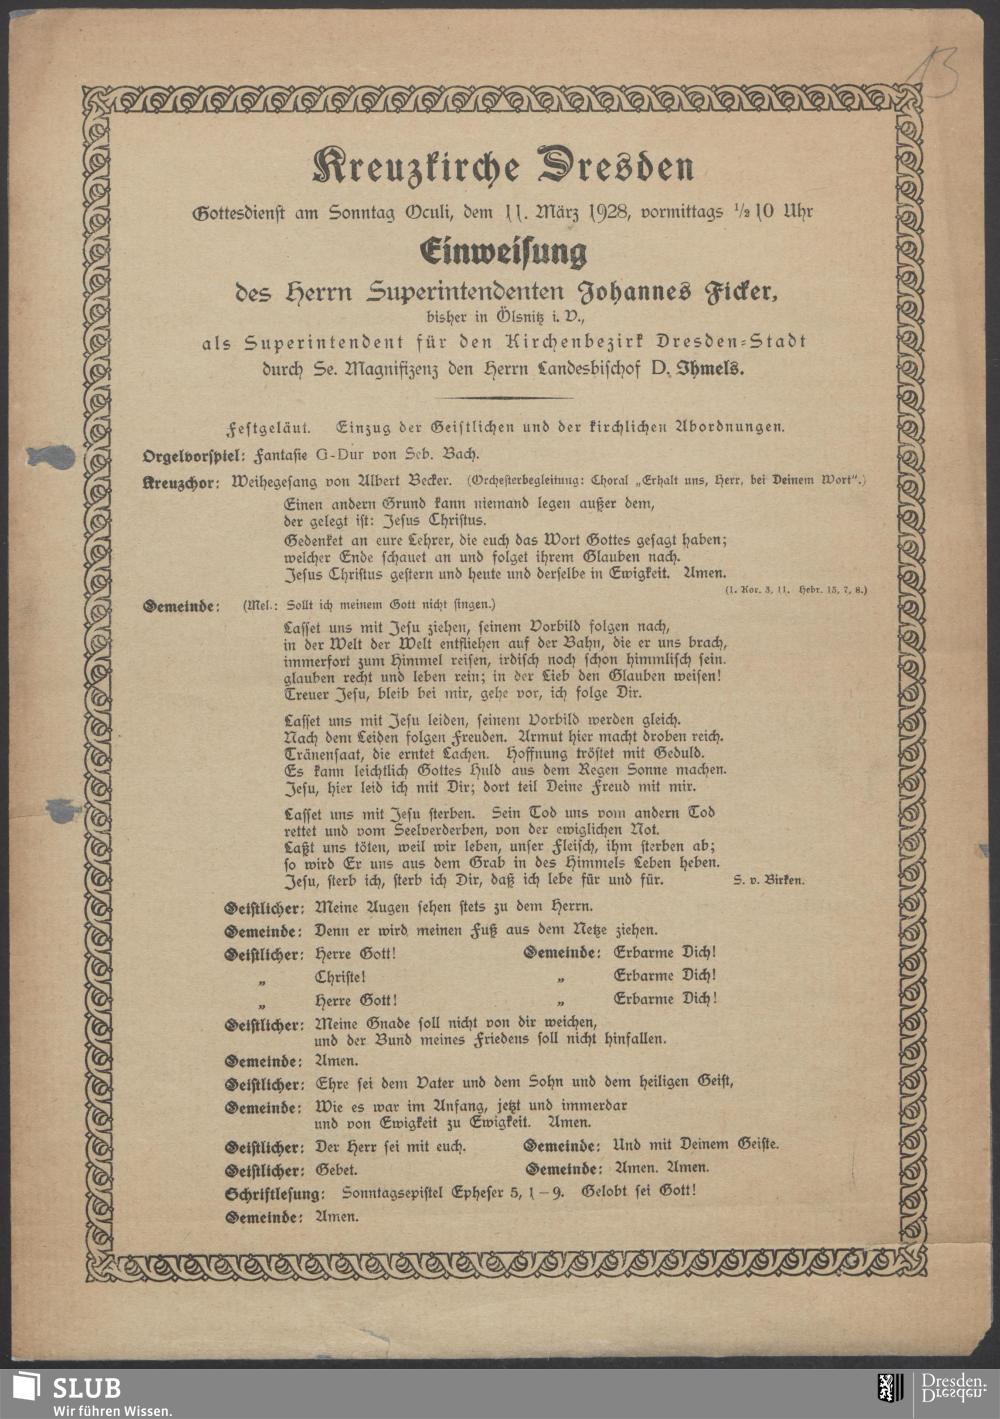 13
Kreuzkirche Dresden
Gottesdienst am Sonntag Oculi, dem 11. März 1928, vormittags ½10 Uhr
Einweisung
des Herrn Superintendenten Johannes Ficker,
bisher in Ölsnitz i. V.,
als Superintendent für den Kirchenbezirk Dresden-Stadt
durch Se. Magnifizenz den Herrn Landesbischof D. Ihmels.
Festgeläut. Einzug der Geistlichen und der kirchlichen Abordnungen.
Orgelvorspiel: Fantasie G-Dur von Seb. Bach.
Kreuzchor: Weihegesang von Albert Becker. (Orchesterbegleitung: Choral „Erhalt uns, Herr, bei Deinem Wort“.)
Einen andern Grund kann niemand legen außer dem,
der gelegt ist: Jesus Christus.
Gedenket an eure Lehrer, die euch das Wort Gottes gesagt haben;
welcher Ende schauet an und folget ihrem Glauben nach.
Jesus Christus gestern und heute und derselbe in Ewigkeit. Amen.
(1. Kor. 3, 11. Hebr. 13, 7, 8.)
Gemeinde: (Mel.: Sollt ich meinem Gott nicht singen.)
Lasset uns mit Jesu ziehen, seinem Vorbild folgen nach,
in der Welt der Welt entfliehen auf der Bahn, die er uns brach,
immerfort zum Himmel reisen, irdisch noch schon himmlisch sein.
glauben recht und leben rein; in der Lieb den Glauben weisen!
Treuer Jesu, bleib bei mir, gehe vor, ich folge Dir.
Lasset uns mit Jesu leiden, seinem Vorbild werden gleich.
Nach dem Leiden folgen Freuden. Armut hier macht droben reich.
Tränensaat, die erntet Lachen. Hoffnung tröstet mit Geduld.
Es kann leichtlich Gottes Huld aus dem Regen Sonne machen.
Jesu, hier leid ich mit Dir; dort teil Deine Freud mit mir.
Lasset uns mit Jesu sterben. Sein Tod uns vom andern Tod
rettet und vom Seelverderben, von der ewiglichen Not.
Laßt uns töten, weil wir leben, unser Fleisch, ihm sterben ab;
so wird Er uns aus dem Grab in des Himmels Leben heben.
Jesu, sterb ich, sterb ich Dir, daß ich lebe für und für. S. v. Birken.
Geistlicher: Meine Augen sehen stets zu dem Herrn.
Gemeinde: Denn er wird meinen Fuß aus dem Netze ziehen.
Geistlicher: Herre Gott! Gemeinde: Erbarme Dich!
„ Christe! „ Erbarme Dich!
„ Herre Gott! „ Erbarme Dich!
Geistlicher: Meine Gnade soll nicht von dir weichen,
und der Bund meines Friedens soll nicht hinfallen.
Gemeinde: Amen.
Geistlicher: Ehre sei dem Vater und dem Sohn und dem heiligen Geist,
Gemeinde: Wie es war im Anfang, jetzt und immerdar
und von Ewigkeit zu Ewigkeit. Amen.
Geistlicher: Der Herr sei mit euch. Gemeinde: Und mit Deinem Geiste.
Geistlicher: Gebet. Gemeinde: Amen. Amen.
Schriftlesung: Sonntagsepistel Epheser 5, 1–9. Gelobt sei Gott!
Gemeinde: Amen.
SLUB
Wir führen Wissen.
Dresden.
Dresden.